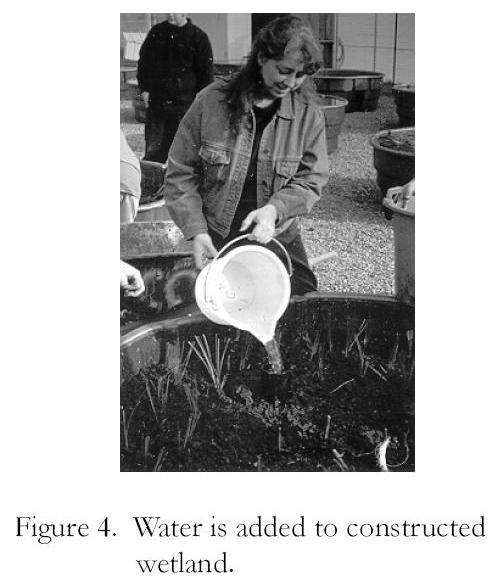 Figure 4.  Water is added to constructed
wetland.